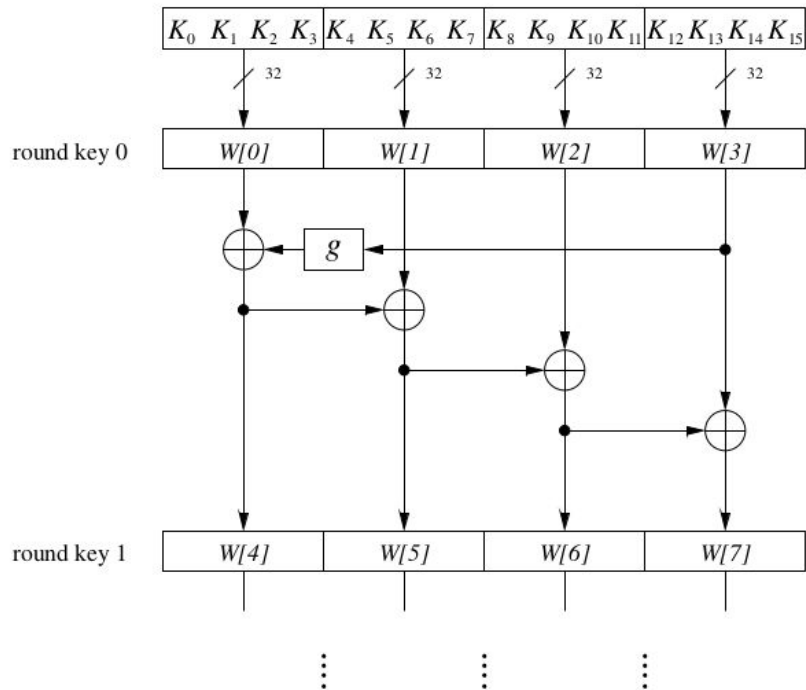 K₀ K₁ K₂ K₃ K₄ K₅ K₆ K₇ K₈ K₉ K₁₀ K₁₁ K₁₂ K₁₃ K₁₄ K₁₅
32 32 32 32
round key 0 W[0] W[1] W[2] W[3]
g
round key 1 W[4] W[5] W[6] W[7]